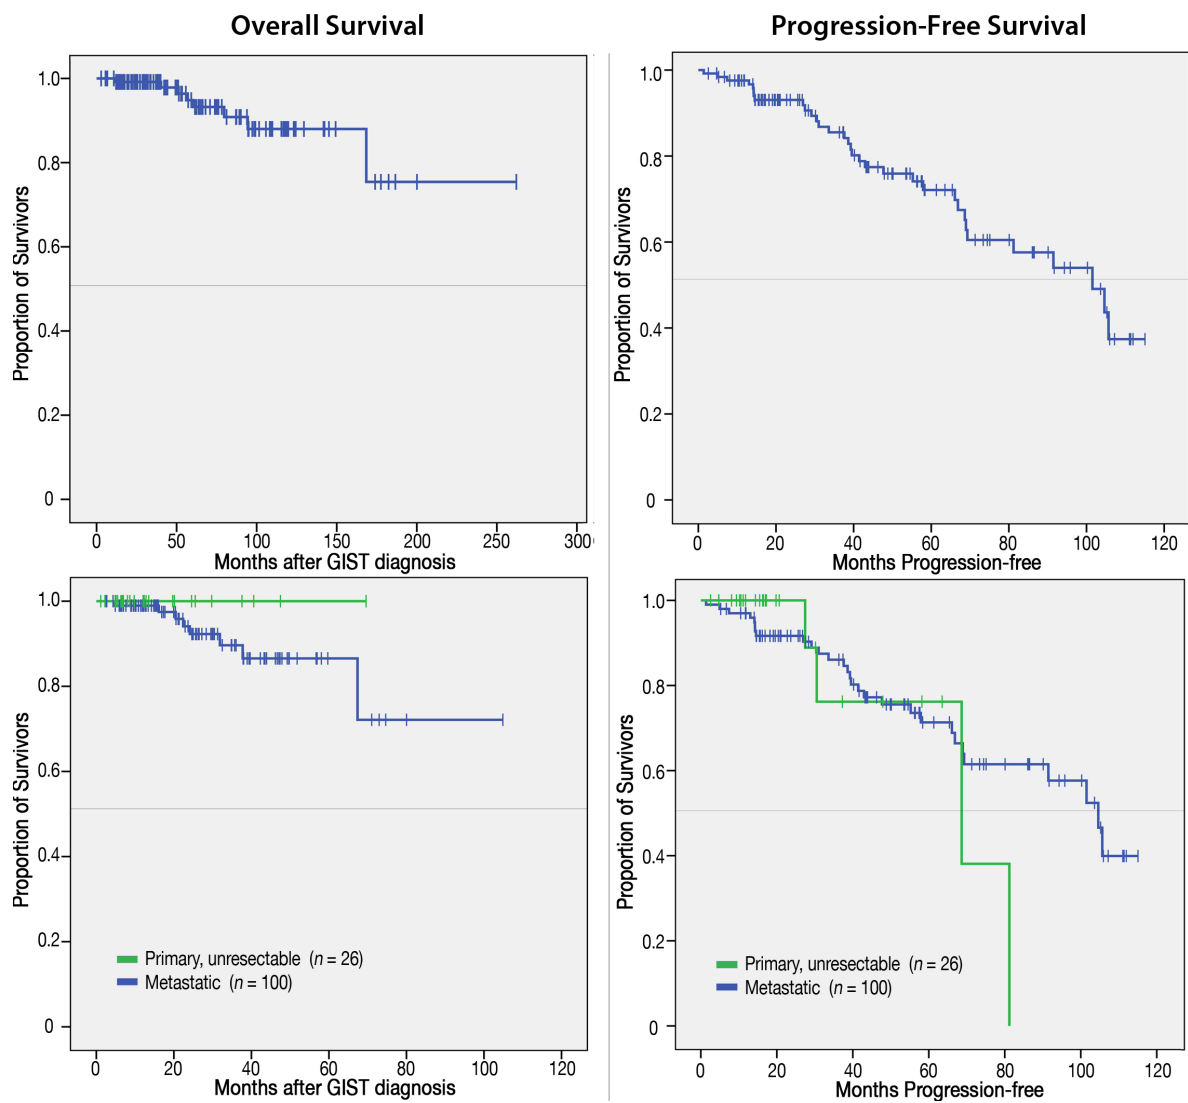 Overall Survival
1.0
0.8
0.6
0.4
0.2
0
Proportion of Survivors
0 50 100 150 200 250 300
Months after GIST diagnosis
Progression-Free Survival
1.0
0.8
0.6
0.4
0.2
0
Proportion of Survivors
0 20 40 60 80 100 120
Months Progression-free
1.0
0.8
0.6
0.4
0.2
0
Proportion of Survivors
Primary, unresectable (n = 26)
Metastatic (n = 100)
0 20 40 60 80 100 120
Months after GIST diagnosis
1.0
0.8
0.6
0.4
0.2
0
Proportion of Survivors
Primary, unresectable (n = 26)
Metastatic (n = 100)
0 20 40 60 80 100 120
Months Progression-free